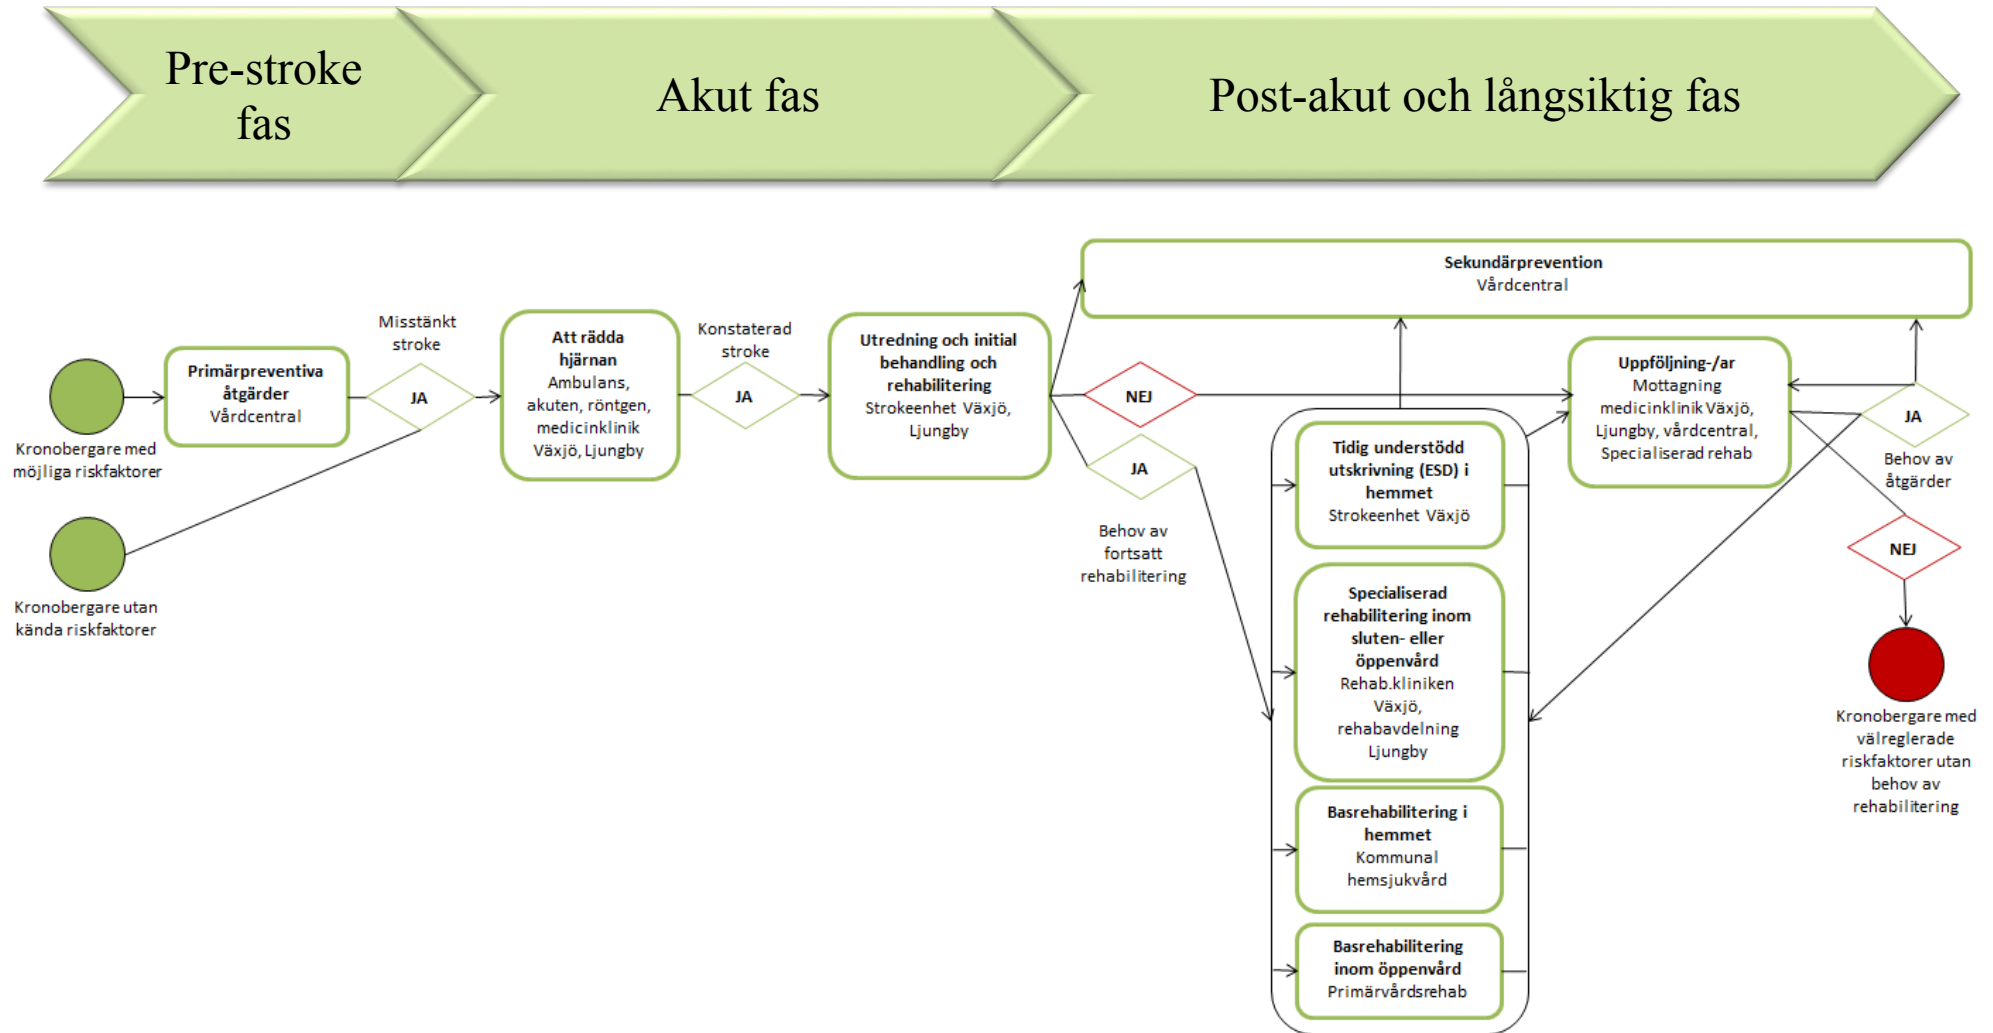 Pre-stroke
fas
Akut fas
Post-akut och långsiktig fas
Kronobergare med
möjliga riskfaktorer
Kronobergare utan
kända riskfaktorer
Primärpreventiva
åtgärder
Vårdcentral
Misstänkt
stroke
JA
Att rädda
hjärnan
Ambulans,
akuten, röntgen,
medicinklinik
Växjö, Ljungby
Konstaterad
stroke
JA
Utredning och initial
behandling och
rehabilitering
Strokeenhet Växjö,
Ljungby
NEJ
JA
Behov av
fortsatt
rehabilitering
Sekundärprevention
Vårdcentral
Tidig understödd
utskrivning (ESD) i
hemmet
Strokeenhet Växjö
Specialiserad
rehabilitering inom
sluten- eller
öppenvård
Rehab.kliniken
Växjö,
rehabavdelning
Ljungby
Basrehabilitering i
hemmet
Kommunal
hemsjukvård
Basrehabilitering
inom öppenvård
Primärvårdsrehab
Uppföljning-/ar
Mottagning
medicinklinik Växjö,
Ljungby, vårdcentral,
Specialiserad rehab
JA
Behov av
åtgärder
NEJ
Kronobergare med
välreglerade
riskfaktorer utan
behov av
rehabilitering